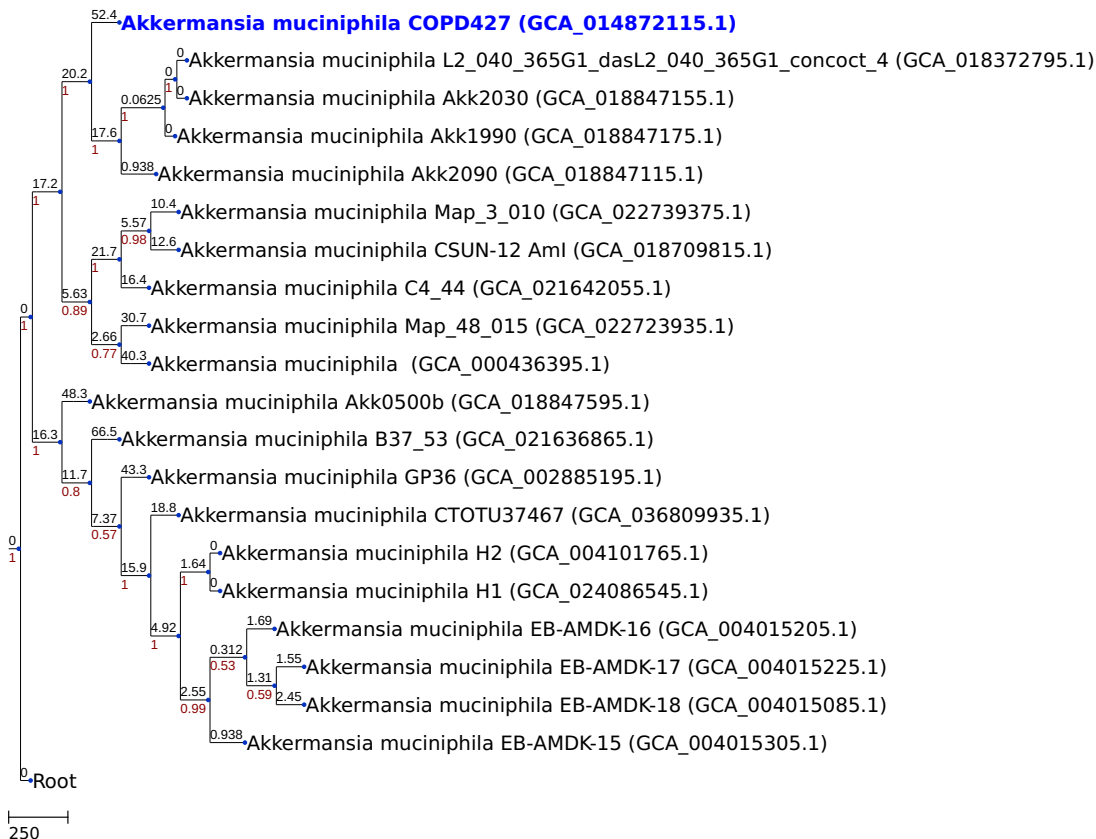 52.4 Akkermansia muciniphila COPD427 (GCA_014872115.1)
0 Akkermansia muciniphila L2_040_365G1_dasL2_040_365G1_concoct_4 (GCA_018372795.1)
0
20.2 1
1
0 Akkermansia muciniphila Akk2030 (GCA_018847155.1)
0.0625
1
0 Akkermansia muciniphila Akk1990 (GCA_018847175.1)
17.6
1
0.938 Akkermansia muciniphila Akk2090 (GCA_018847115.1)
17.2
1
10.4 Akkermansia muciniphila Map_3_010 (GCA_022739375.1)
5.57
0.98
12.6 Akkermansia muciniphila CSUN-12 AmI (GCA_018709815.1)
21.7
1
16.4 Akkermansia muciniphila C4_44 (GCA_021642055.1)
5.63
0.89
0
1
30.7 Akkermansia muciniphila Map_48_015 (GCA_022723935.1)
2.66
0.77
40.3 Akkermansia muciniphila (GCA_000436395.1)
48.3 Akkermansia muciniphila Akk0500b (GCA_018847595.1)
16.3
1
66.5 Akkermansia muciniphila B37_53 (GCA_021636865.1)
11.7
0.8
43.3 Akkermansia muciniphila GP36 (GCA_002885195.1)
7.37
0.57
18.8 Akkermansia muciniphila CTOTU37467 (GCA_036809935.1)
0
1
0 Akkermansia muciniphila H2 (GCA_004101765.1)
15.9
1
1.64
1
0 Akkermansia muciniphila H1 (GCA_024086545.1)
4.92
1
1.69 Akkermansia muciniphila EB-AMDK-16 (GCA_004015205.1)
0.312
0.53
1.55 Akkermansia muciniphila EB-AMDK-17 (GCA_004015225.1)
1.31
0.59
2.55
0.99
2.45 Akkermansia muciniphila EB-AMDK-18 (GCA_004015085.1)
0.938 Akkermansia muciniphila EB-AMDK-15 (GCA_004015305.1)
0 Root
250